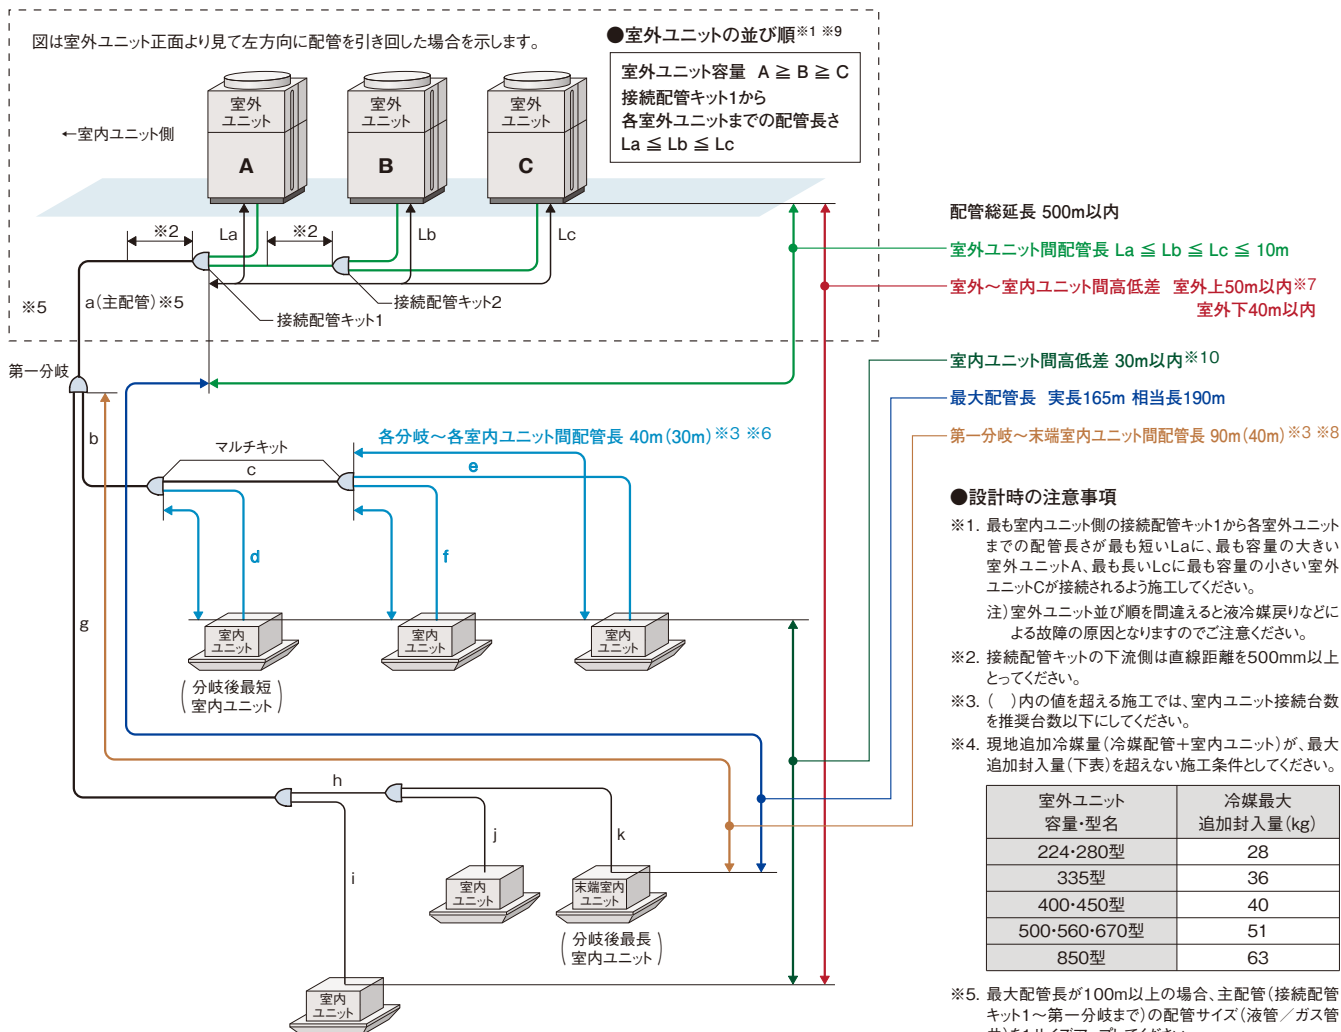 図は室外ユニット正面より見て左方向に配管を引き回した場合を示します。
●室外ユニットの並び順※1 ※9
室外ユニット容量 A ≧ B ≧ C
接続配管キット1から
各室外ユニットまでの配管長さ
La ≦ Lb ≦ Lc
←室内ユニット側
室外
ユニット
A
室外
ユニット
B
室外
ユニット
C
※2
La
※2
Lb
Lc
※5
a(主配管)※5
接続配管キット2
接続配管キット1
配管総延長 500m以内
室外ユニット間配管長 La ≦ Lb ≦ Lc ≦ 10m
室外～室内ユニット間高低差 室外上50m以内※7
室外下40m以内
室内ユニット間高低差 30m以内※10
最大配管長 実長165m 相当長190m
第一分岐～末端室内ユニット間配管長 90m(40m)※3 ※8
第一分岐
b
マルチキット
c
各分岐～各室内ユニット間配管長 40m(30m)※3 ※6
e
d
f
g
室内
ユニット
室内
ユニット
室内
ユニット
(分岐後最短
室内ユニット)
h
j
k
i
室内
ユニット
末端室内
ユニット
(分岐後最長
室内ユニット)
室内
ユニット
●設計時の注意事項
※1. 最も室内ユニット側の接続配管キット1から各室外ユニット
までの配管長さが最も短いLaに、最も容量の大きい
室外ユニットA、最も長いLcに最も容量の小さい室外
ユニットCが接続されるよう施工してください。
注)室外ユニット並び順を間違えると液冷媒戻りなどに
よる故障の原因となりますのでご注意ください。
※2. 接続配管キットの下流側は直線距離を500mm以上
とってください。
※3. ( )内の値を超える施工では、室内ユニット接続台数
を推奨台数以下にしてください。
※4. 現地追加冷媒量(冷媒配管＋室内ユニット)が、最大
追加封入量(下表)を超えない施工条件としてください。
室外ユニット
容量・型名
冷媒最大
追加封入量(kg)
224・280型 28
335型 36
400・450型 40
500・560・670型 51
850型 63
※5. 最大配管長が100m以上の場合、主配管(接続配管
キット1～第一分岐まで)の配管サイズ(液管／ガス管